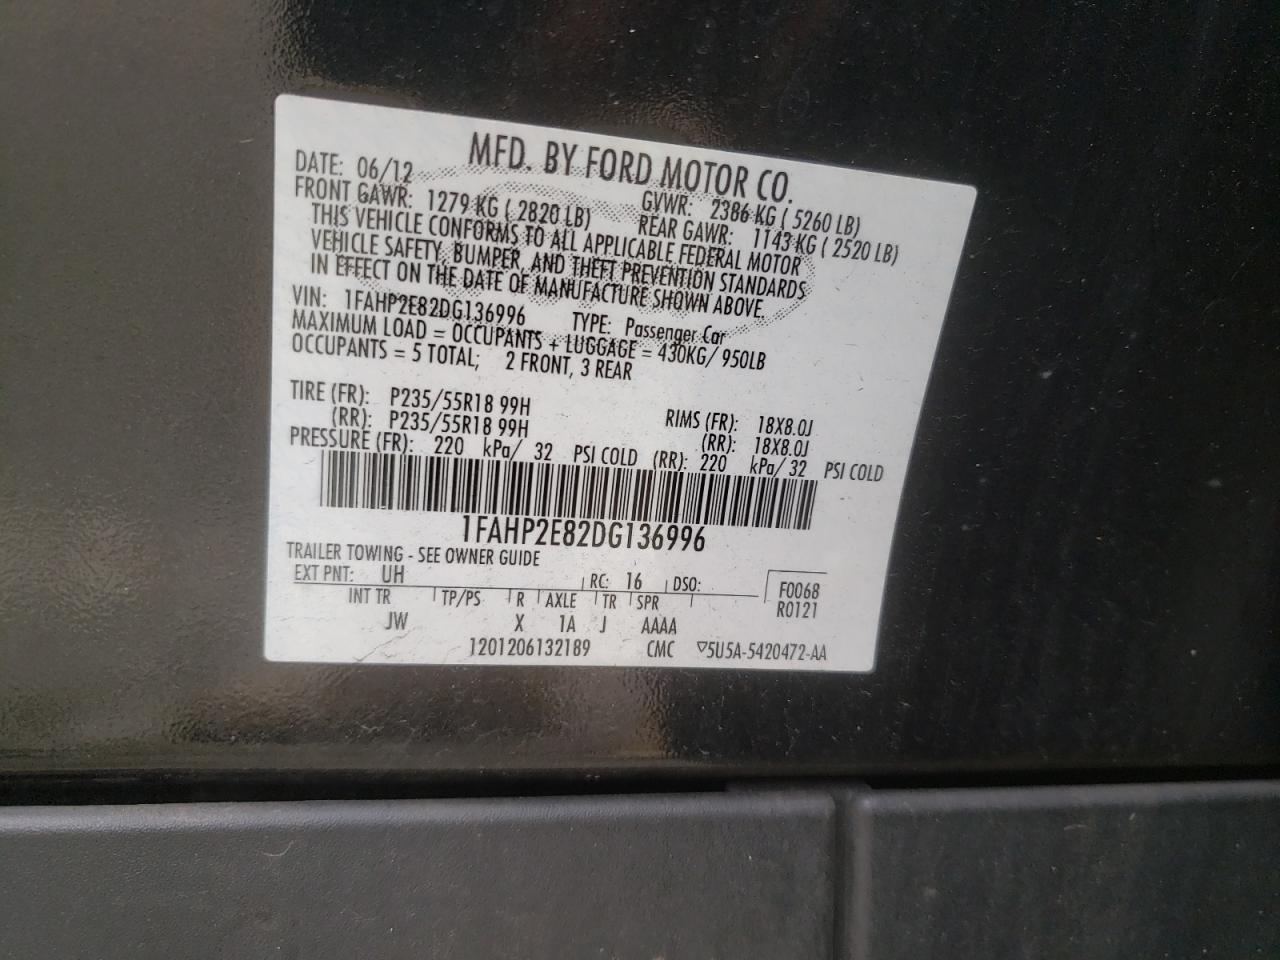 MFD. BY FORD MOTOR CO.
DATE: 06/12 GVWR: 2386 KG ( 5260 LB)
FRONT GAWR: 1279 KG ( 2820 LB) REAR GAWR: 1143 KG ( 2520 LB)
THIS VEHICLE CONFORMS TO ALL APPLICABLE FEDERAL MOTOR
VEHICLE SAFETY, BUMPER, AND THEFT PREVENTION STANDARDS
IN EFFECT ON THE DATE OF MANUFACTURE SHOWN ABOVE.
VIN: 1FAHP2E82DG136996 TYPE: Passenger Car
MAXIMUM LOAD = OCCUPANTS + LUGGAGE = 430KG/ 950LB
OCCUPANTS = 5 TOTAL; 2 FRONT, 3 REAR
TIRE (FR): P235/55R18 99H RIMS (FR): 18X8.0J
(RR): P235/55R18 99H (RR): 18X8.0J
PRESSURE (FR): 220 kPa/ 32 PSI COLD (RR): 220 kPa/ 32 PSI COLD
1FAHP2E82DG136996
TRAILER TOWING - SEE OWNER GUIDE
EXT PNT: UH RC: 16 DSO: F0068
INT TR TP/PS R AXLE TR SPR R0121
JW X 1A J AAAA
1201206132189 CMC ▽5U5A-5420472-AA